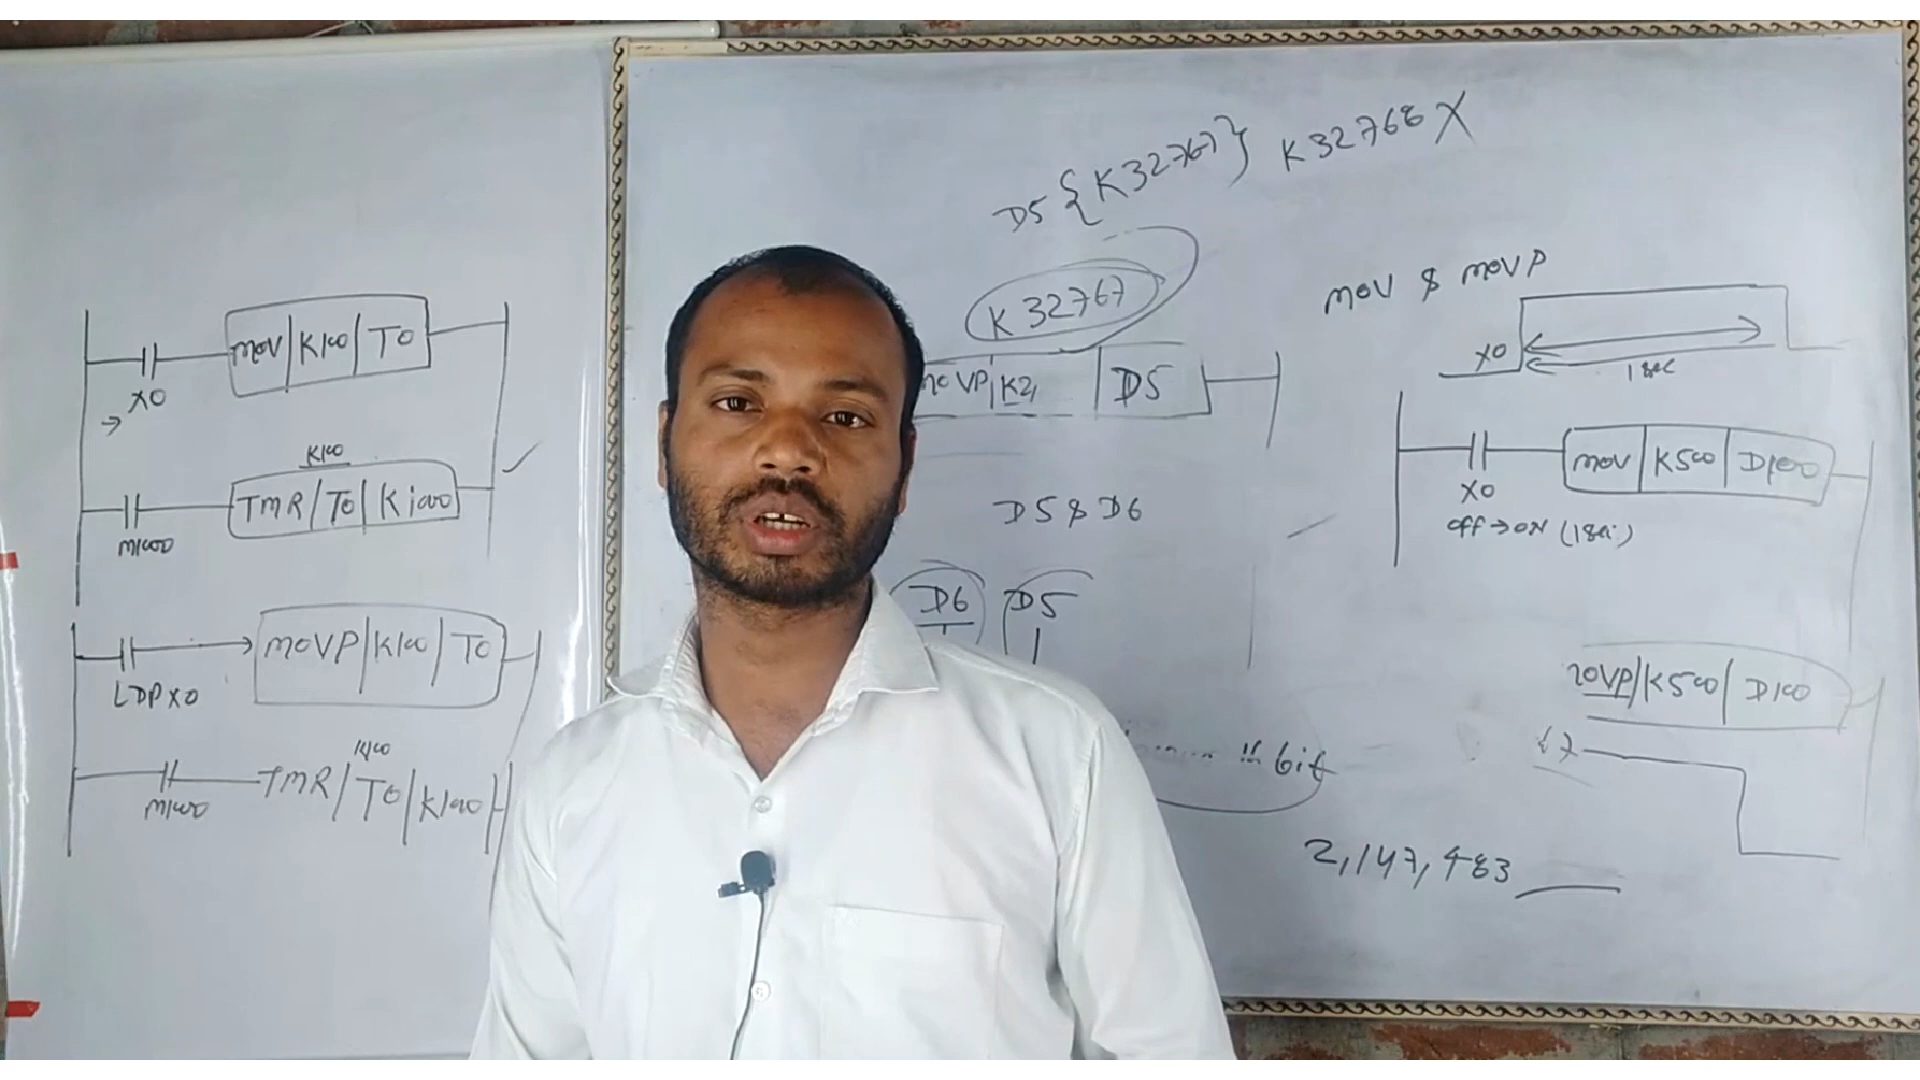 MOV K100 T0
X0
K100
TMR T0 K1000
M1000
MOVP K100 T0
LDP X0
K100
TMR T0 K1000
M1000
D5 {K32767} K32768 X
K 32767
MOVP D5
D5 & D6
D6 D5
16 bit
2,147,483
MOV & MOVP
X0
1 sec
MOV K500 D100
X0
OFF→ON (1sec)
OVP K500 D100